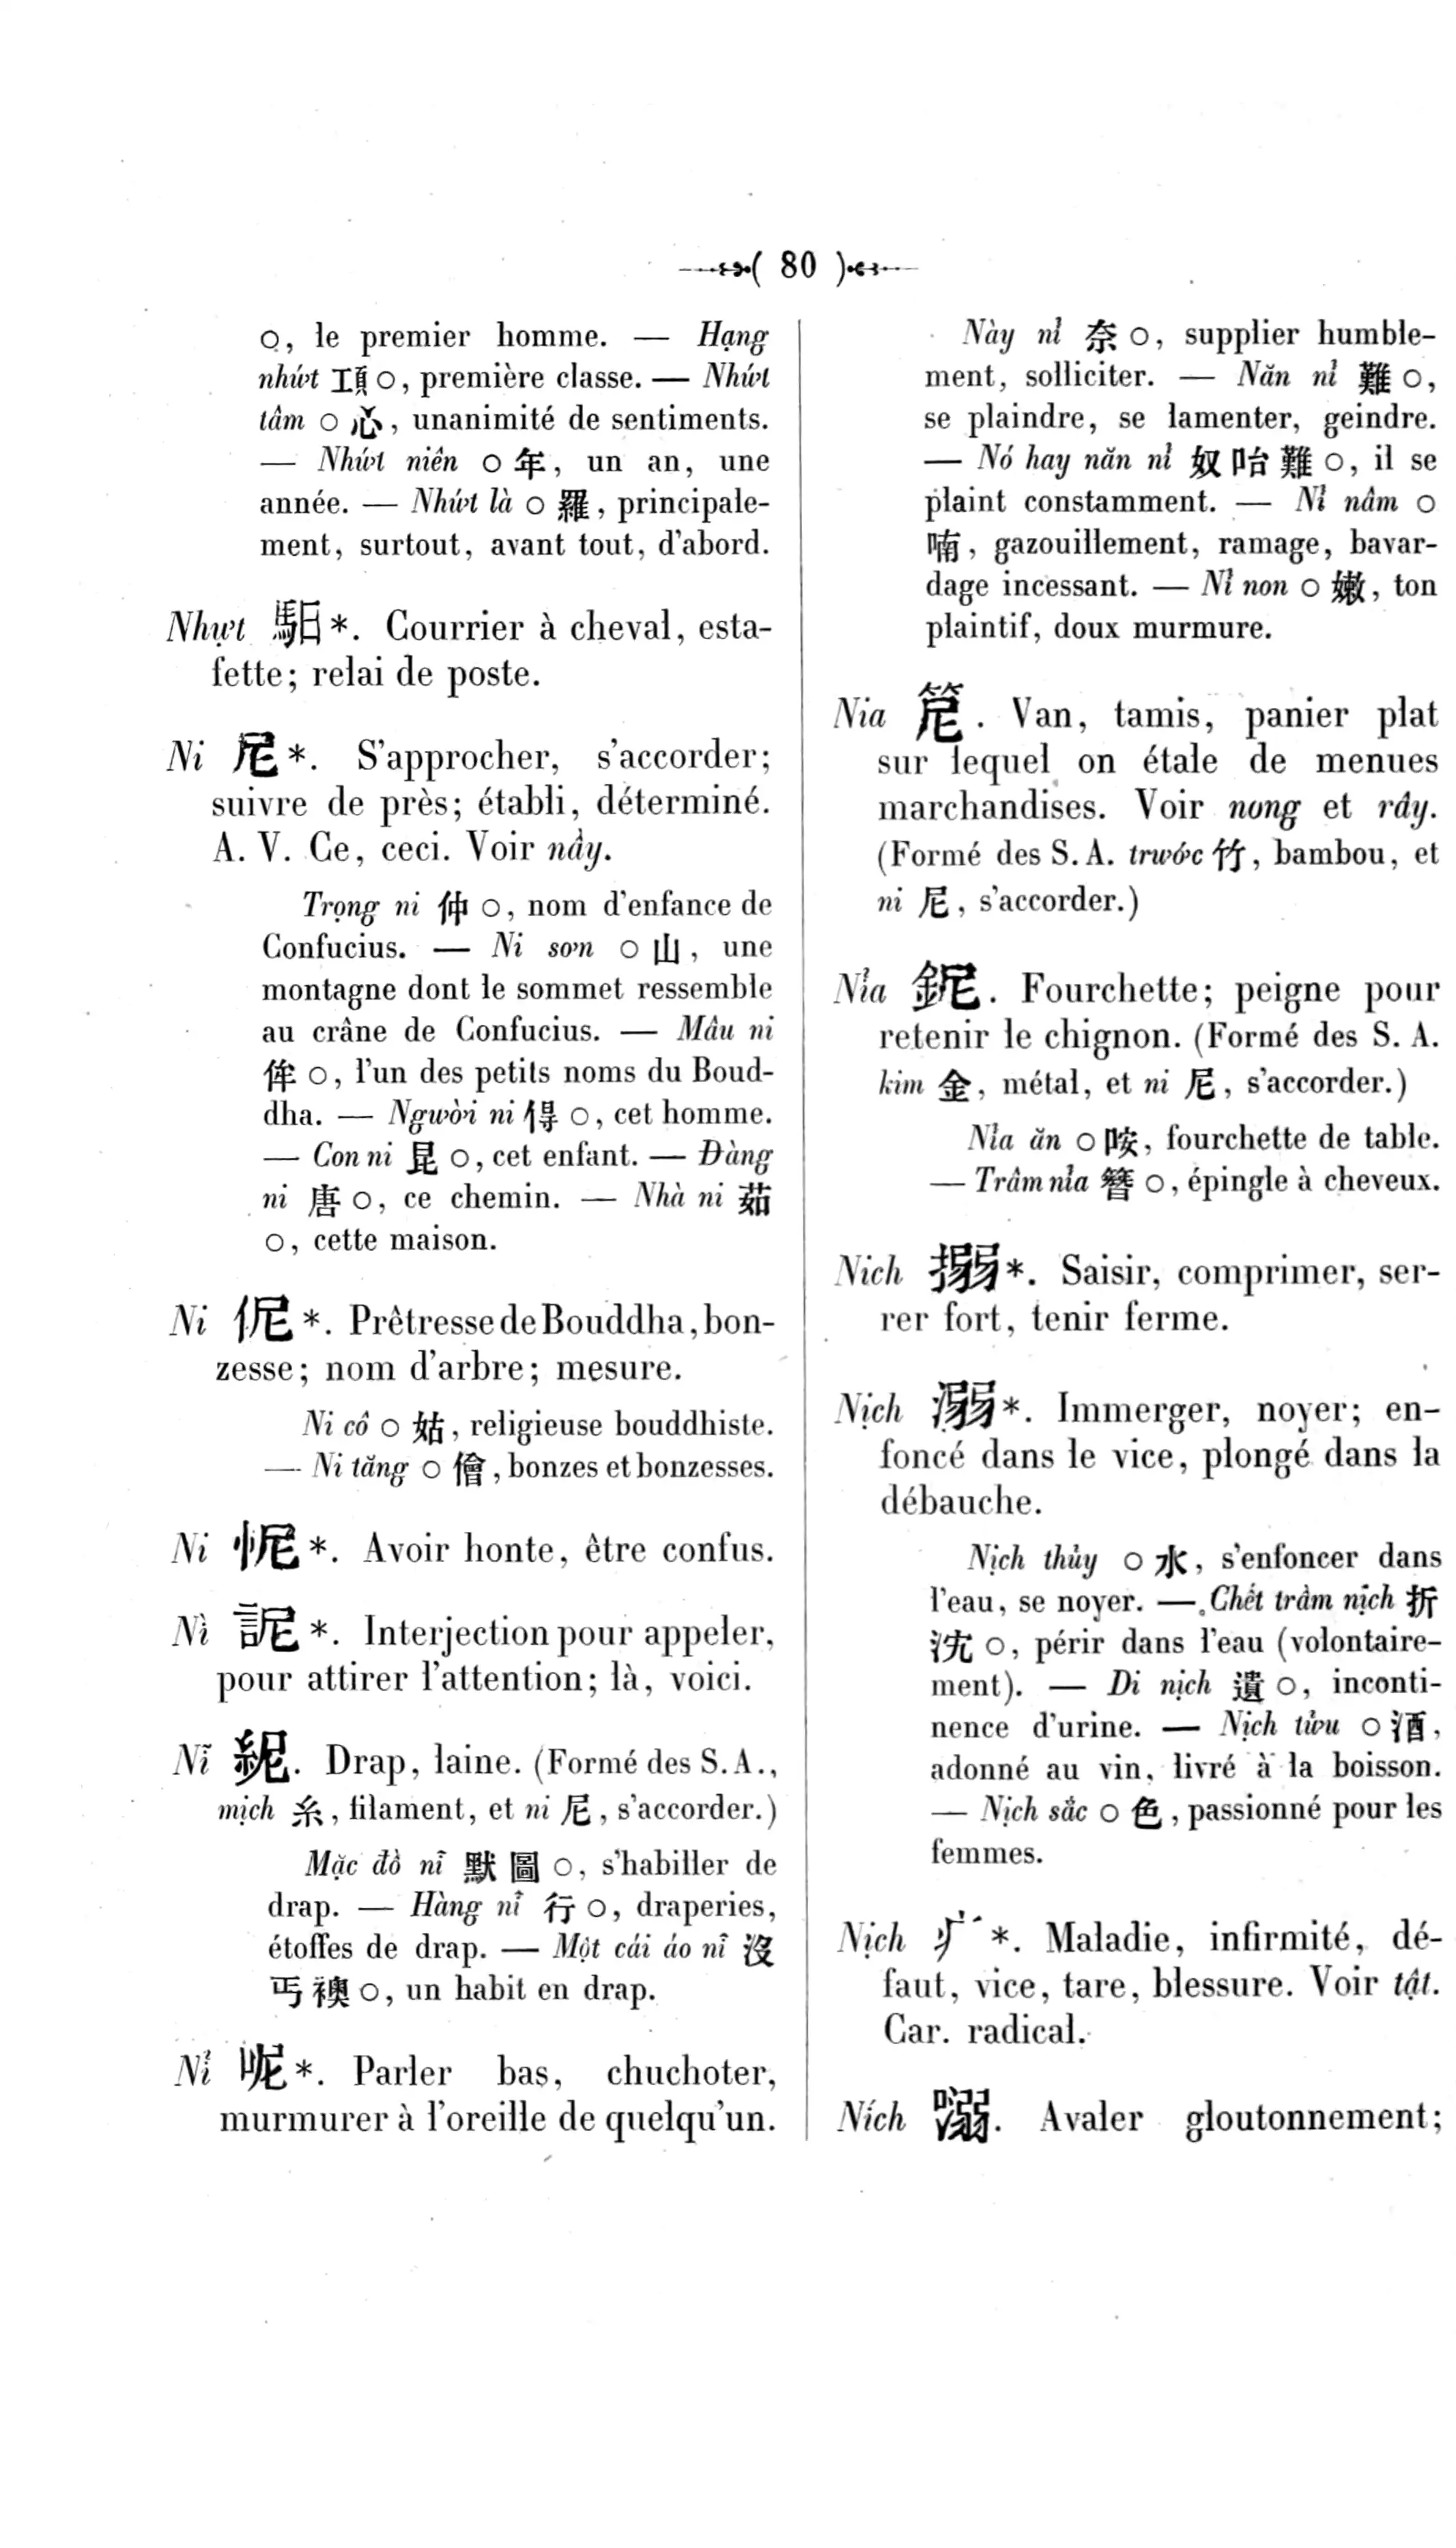 ( 80 )
○, le premier homme. — Hạng
nhứt 項 ○, première classe. — Nhứt
tâm ○ 心, unanimité de sentiments.
— Nhứt niên ○ 年, un an, une
année. — Nhứt là ○ 羅, principale-
ment, surtout, avant tout, d'abord.
Nhựt 馹*. Courrier à cheval, esta-
fette; relai de poste.
Ni 尼*. S'approcher, s'accorder;
suivre de près; établi, déterminé.
A. V. Ce, ceci. Voir nầy.
Trọng ni 仲 ○, nom d'enfance de
Confucius. — Ni sơn ○ 山, une
montagne dont le sommet ressemble
au crâne de Confucius. — Mâu ni
侔 ○, l'un des petits noms du Boud-
dha. — Người ni 㝵 ○, cet homme.
— Con ni 昆 ○, cet enfant. — Đàng
ni 唐 ○, ce chemin. — Nhà ni 茹
○, cette maison.
Ni 伲*. Prêtresse de Bouddha, bon-
zesse; nom d'arbre; mesure.
Ni cô ○ 姑, religieuse bouddhiste.
— Ni tăng ○ 僧, bonzes et bonzesses.
Ni 怩*. Avoir honte, être confus.
Nì 䛏*. Interjection pour appeler,
pour attirer l'attention; là, voici.
Nĩ 紣. Drap, laine. (Formé des S. A.,
mịch 糸, filament, et ni 尼, s'accorder.)
Mặc đồ nĩ 默 圖 ○, s'habiller de
drap. — Hàng nĩ 行 ○, draperies,
étoffes de drap. — Một cái áo nĩ 沒
丐 襖 ○, un habit en drap.
Nỉ 呢*. Parler bas, chuchoter,
murmurer à l'oreille de quelqu'un.
Này nỉ 奈 ○, supplier humble-
ment, solliciter. — Năn nỉ 難 ○,
se plaindre, se lamenter, geindre.
— Nó hay năn nỉ 奴 咍 難 ○, il se
plaint constamment. — Nỉ nâm ○
喃, gazouillement, ramage, bavar-
dage incessant. — Nỉ non ○ 嫩, ton
plaintif, doux murmure.
Nia 笓. Van, tamis, panier plat
sur lequel on étale de menues
marchandises. Voir nong et rây.
(Formé des S. A. trước 竹, bambou, et
ni 尼, s'accorder.)
Nỉa 鈮. Fourchette; peigne pour
retenir le chignon. (Formé des S. A.
kim 金, métal, et ni 尼, s'accorder.)
Nỉa ăn ○ 咹, fourchette de table.
— Trâm nỉa 簪 ○, épingle à cheveux.
Nich 搦*. Saisir, comprimer, ser-
rer fort, tenir ferme.
Nịch 溺*. Immerger, noyer; en-
foncé dans le vice, plongé dans la
débauche.
Nịch thủy ○ 水, s'enfoncer dans
l'eau, se noyer. — Chết trầm nịch 折
沈 ○, périr dans l'eau (volontaire-
ment). — Di nịch 遺 ○, inconti-
nence d'urine. — Nịch tửu ○ 酒,
adonné au vin, livré à la boisson.
— Nịch sắc ○ 色, passionné pour les
femmes.
Nịch 疒*. Maladie, infirmité, dé-
faut, vice, tare, blessure. Voir tật.
Car. radical.
Ních 嗍. Avaler gloutonnement;